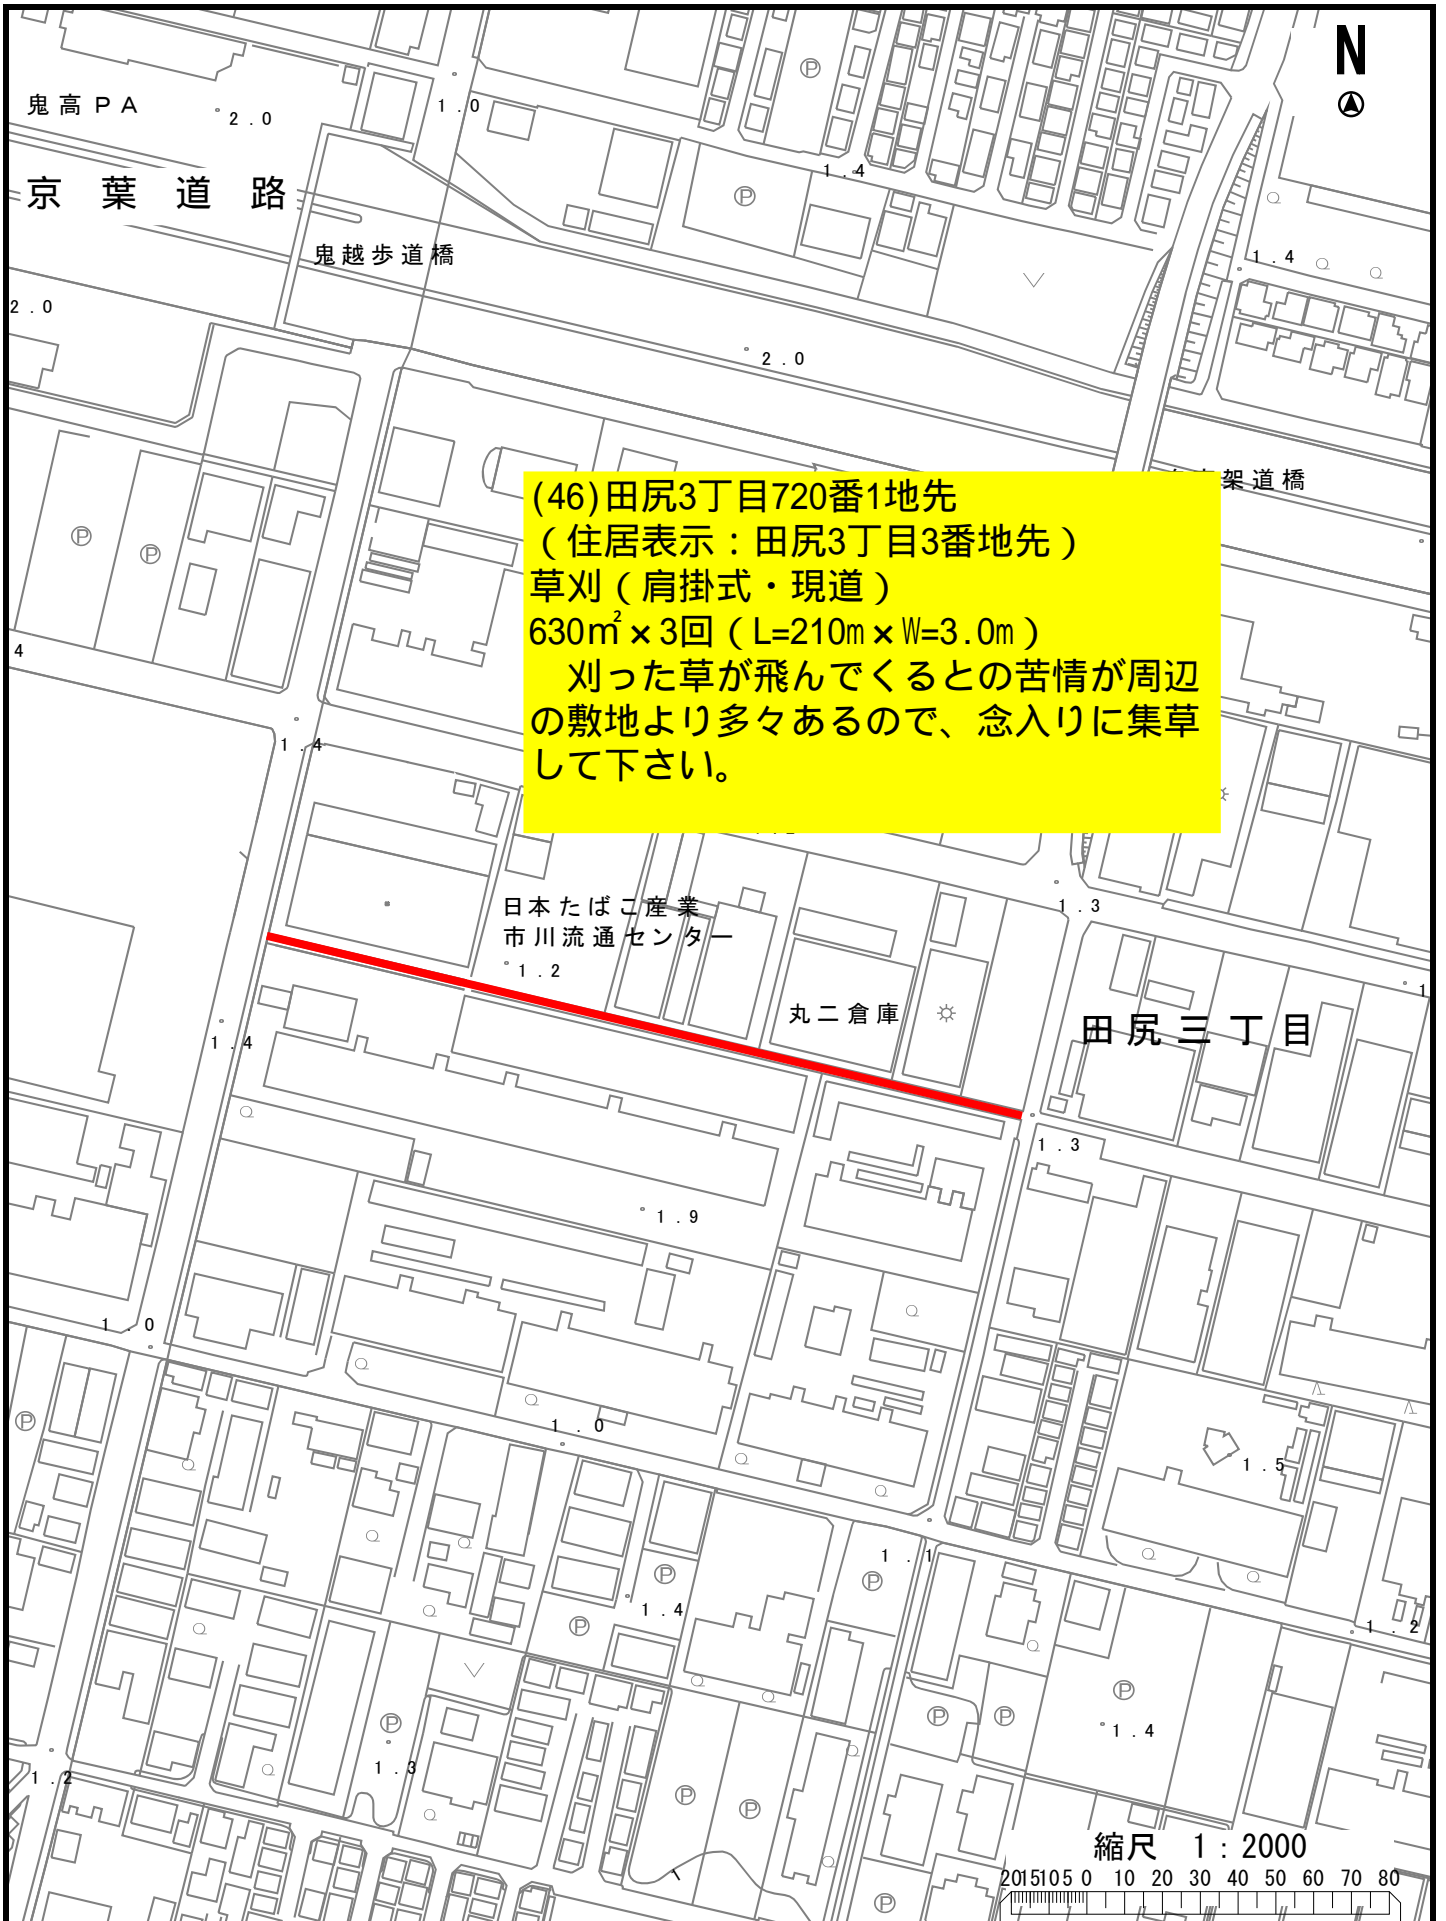 N
鬼高PA
2.0
1.0
1.4
京葉道路
鬼越歩道橋
1.4
2.0
2.0
架道橋
(46)田尻3丁目720番1地先
(住居表示:田尻3丁目3番地先)
草刈(肩掛式・現道)
630㎡×3回(L=210m×W=3.0m)
刈った草が飛んでくるとの苦情が周辺
の敷地より多々あるので、念入りに集草
して下さい。
4
1.4
日本たばこ産業
市川流通センター
1.2
1.3
1
丸二倉庫
田尻三丁目
1.4
1.3
1.9
1.0
1.0
1.5
1.1
1.4
1.2
1.4
1.3
1.2
縮尺 1:2000
20 15 10 5 0 10 20 30 40 50 60 70 80